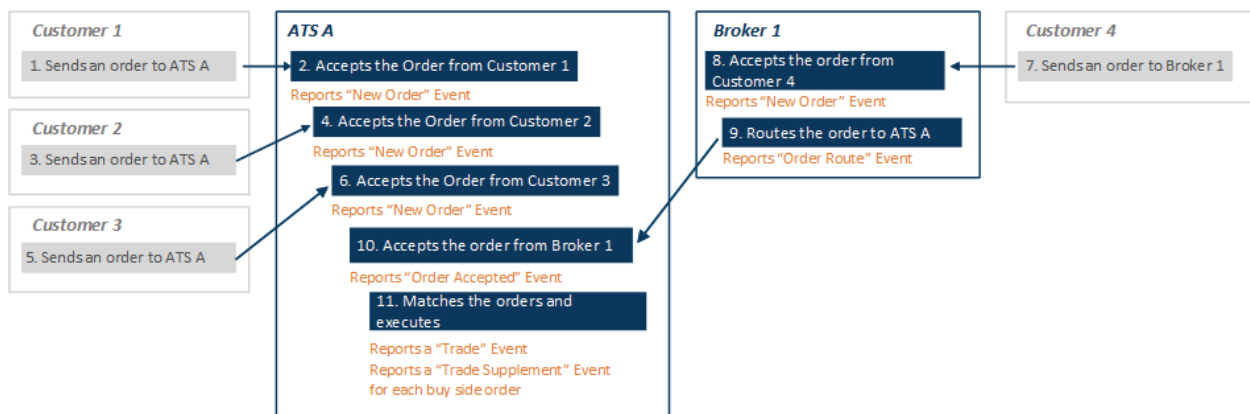 Customer 1
1. Sends an order to ATS A
Customer 2
3. Sends an order to ATS A
Customer 3
5. Sends an order to ATS A
ATS A
2. Accepts the Order from Customer 1
Reports "New Order" Event
4. Accepts the Order from Customer 2
Reports "New Order" Event
6. Accepts the Order from Customer 3
Reports "New Order" Event
10. Accepts the order from Broker 1
Reports "Order Accepted" Event
11. Matches the orders and
executes
Reports a "Trade" Event
Reports a "Trade Supplement" Event
for each buy side order
Broker 1
8. Accepts the order from
Customer 4
Reports "New Order" Event
9. Routes the order to ATS A
Reports "Order Route" Event
Customer 4
7. Sends an order to Broker 1